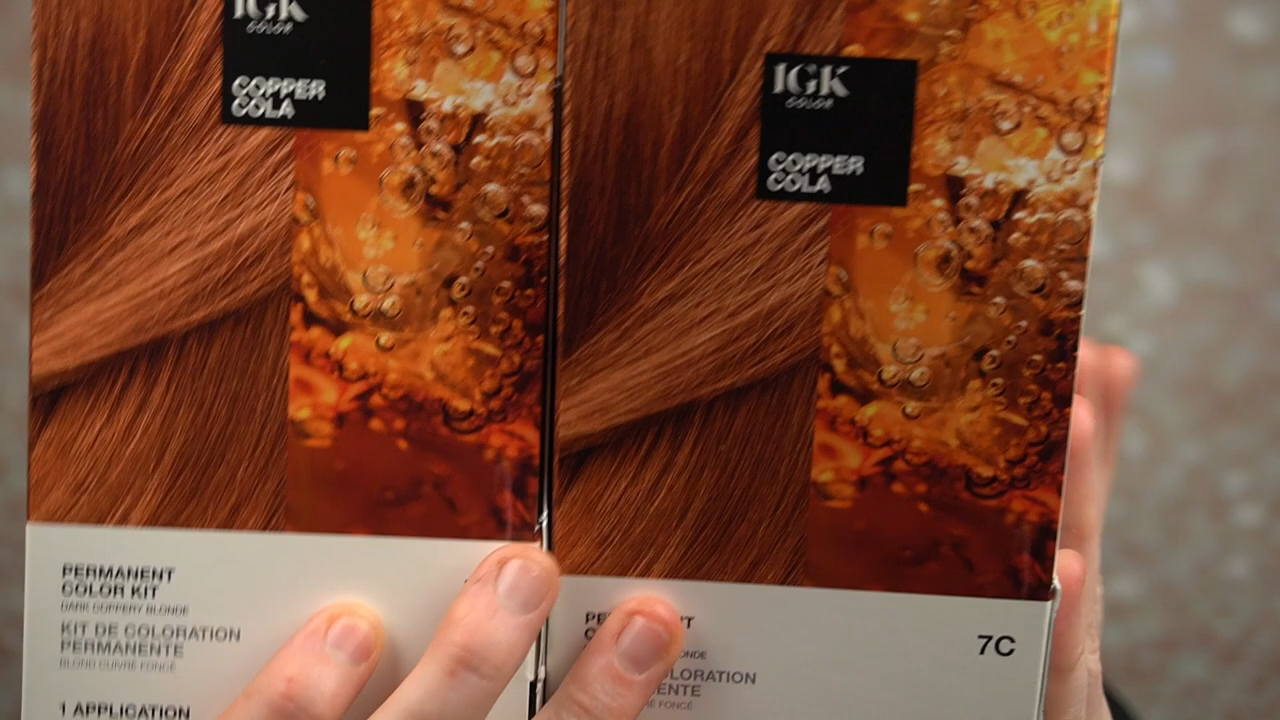 IGK
COLOR
COPPER
COLA
PERMANENT
COLOR KIT
DARK COPPERY BLONDE
KIT DE COLORATION
PERMANENTE
BLOND CUIVRÉ FONCÉ
1 APPLICATION
IGK
COLOR
COPPER
COLA
7C